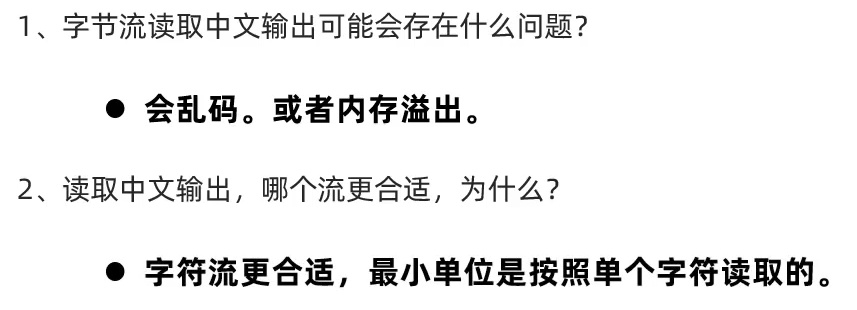 1、字节流读取中文输出可能会存在什么问题?
● 会乱码。或者内存溢出。
2、读取中文输出，哪个流更合适，为什么?
● 字符流更合适，最小单位是按照单个字符读取的。